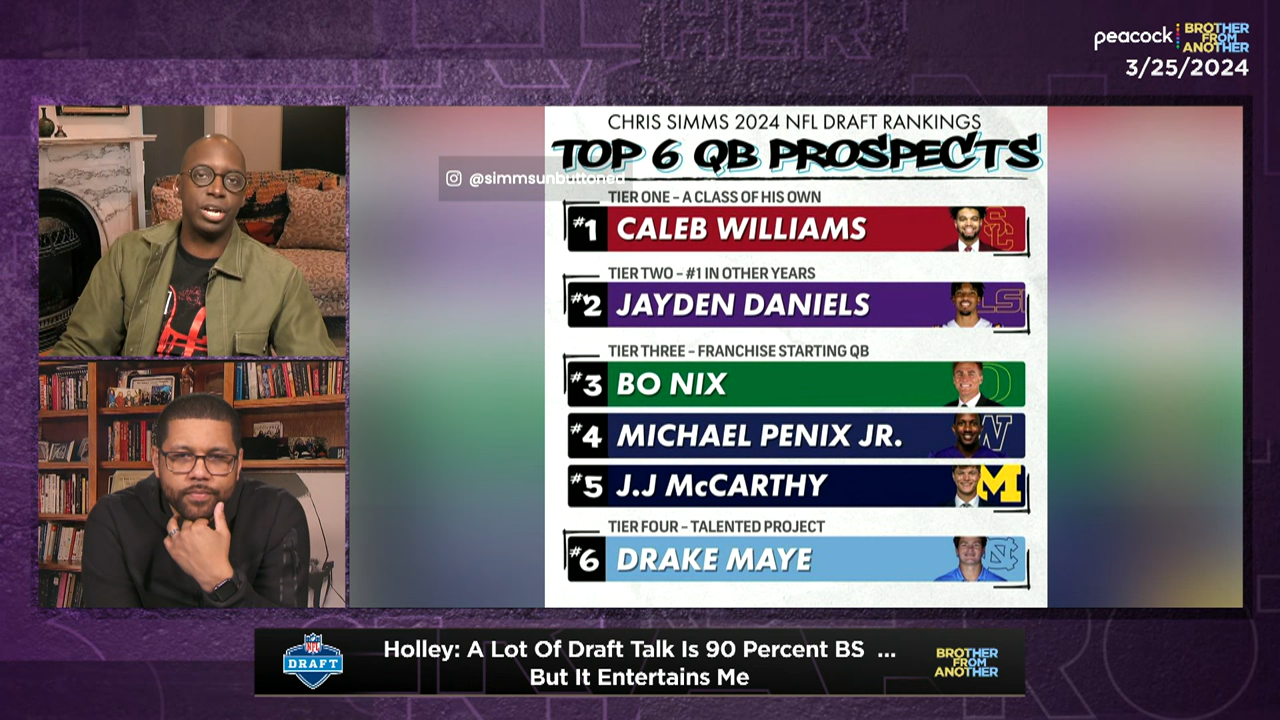 peacock
BROTHER
FROM
ANOTHER
3/25/2024
CHRIS SIMMS 2024 NFL DRAFT RANKINGS
TOP 6 QB PROSPECTS
@simmsunbuttoned
TIER ONE – A CLASS OF HIS OWN
#1 CALEB WILLIAMS
SC
TIER TWO – #1 IN OTHER YEARS
#2 JAYDEN DANIELS
LSU
TIER THREE – FRANCHISE STARTING QB
#3 BO NIX
O
#4 MICHAEL PENIX JR.
W
#5 J.J McCARTHY
M
TIER FOUR – TALENTED PROJECT
#6 DRAKE MAYE
NC
NFL
DRAFT
Holley: A Lot Of Draft Talk Is 90 Percent BS ...
But It Entertains Me
BROTHER
FROM
ANOTHER